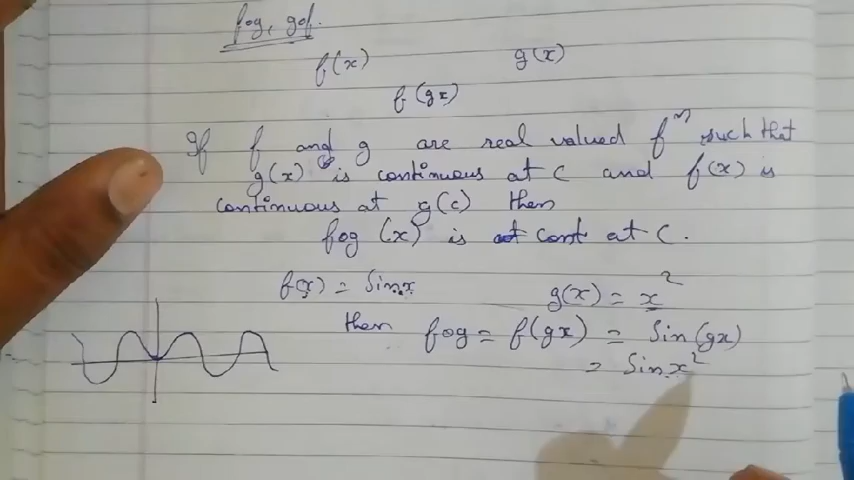 fog, gof.
f(x) g(x)
f(gx)
If f and g are real valued fⁿ such that
g(x) is continuous at C and f(x) is
continuous at g(c) then
fog (x) is cont at C.
f(x) = Sin x g(x) = x²
then fog = f(gx) = Sin(gx)
= Sin x²